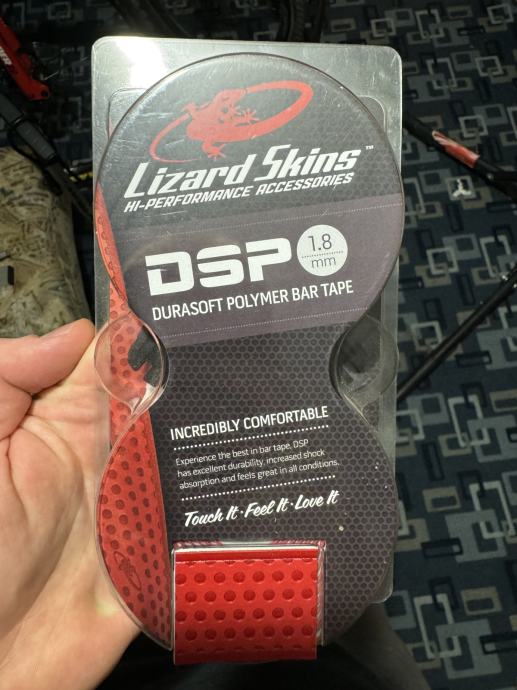 Lizard Skins™
HI-PERFORMANCE ACCESSORIES
DSP 1.8 mm
DURASOFT POLYMER BAR TAPE
INCREDIBLY COMFORTABLE
Experience the best in bar tape. DSP
has excellent durability, increased shock
absorption and feels great in all conditions.
Touch It · Feel It · Love It